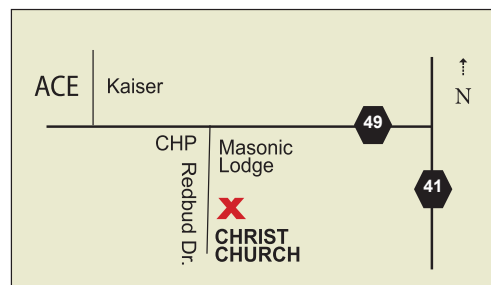 ACE
Kaiser
N
49
CHP
Masonic
Lodge
41
Redbud Dr.
X
CHRIST
CHURCH